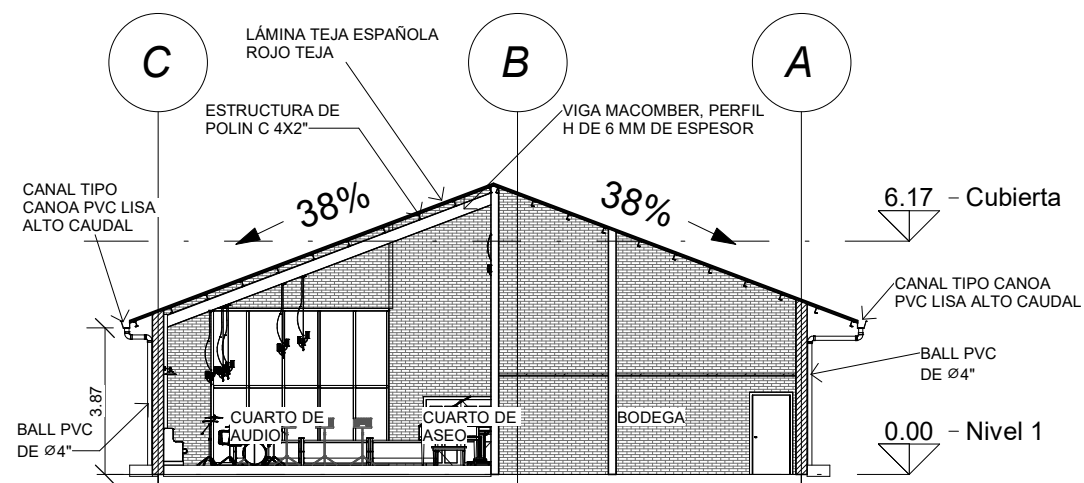 C
B
A
LÁMINA TEJA ESPAÑOLA
ROJO TEJA
ESTRUCTURA DE
POLIN C 4X2"
VIGA MACOMBER, PERFIL
H DE 6 MM DE ESPESOR
CANAL TIPO
CANOA PVC LISA
ALTO CAUDAL
38%
38%
6.17 - Cubierta
CANAL TIPO CANOA
PVC LISA ALTO CAUDAL
3.87
BALL PVC
DE Ø4"
BALL PVC
DE Ø4"
CUARTO DE
AUDIO
CUARTO DE
ASEO
BODEGA
0.00 - Nivel 1